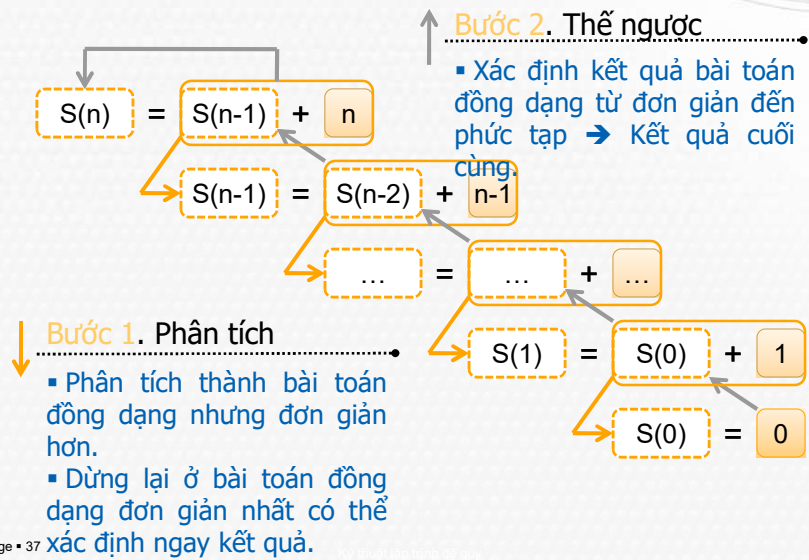 Bước 2. Thế ngược
▪ Xác định kết quả bài toán
đồng dạng từ đơn giản đến
phức tạp ➔ Kết quả cuối
cùng.
S(n) = S(n-1) + n
S(n-1) = S(n-2) + n-1
… = … + …
S(1) = S(0) + 1
S(0) = 0
Bước 1. Phân tích
▪ Phân tích thành bài toán
đồng dạng nhưng đơn giản
hơn.
▪ Dừng lại ở bài toán đồng
dạng đơn giản nhất có thể
xác định ngay kết quả.
ge ▪ 37